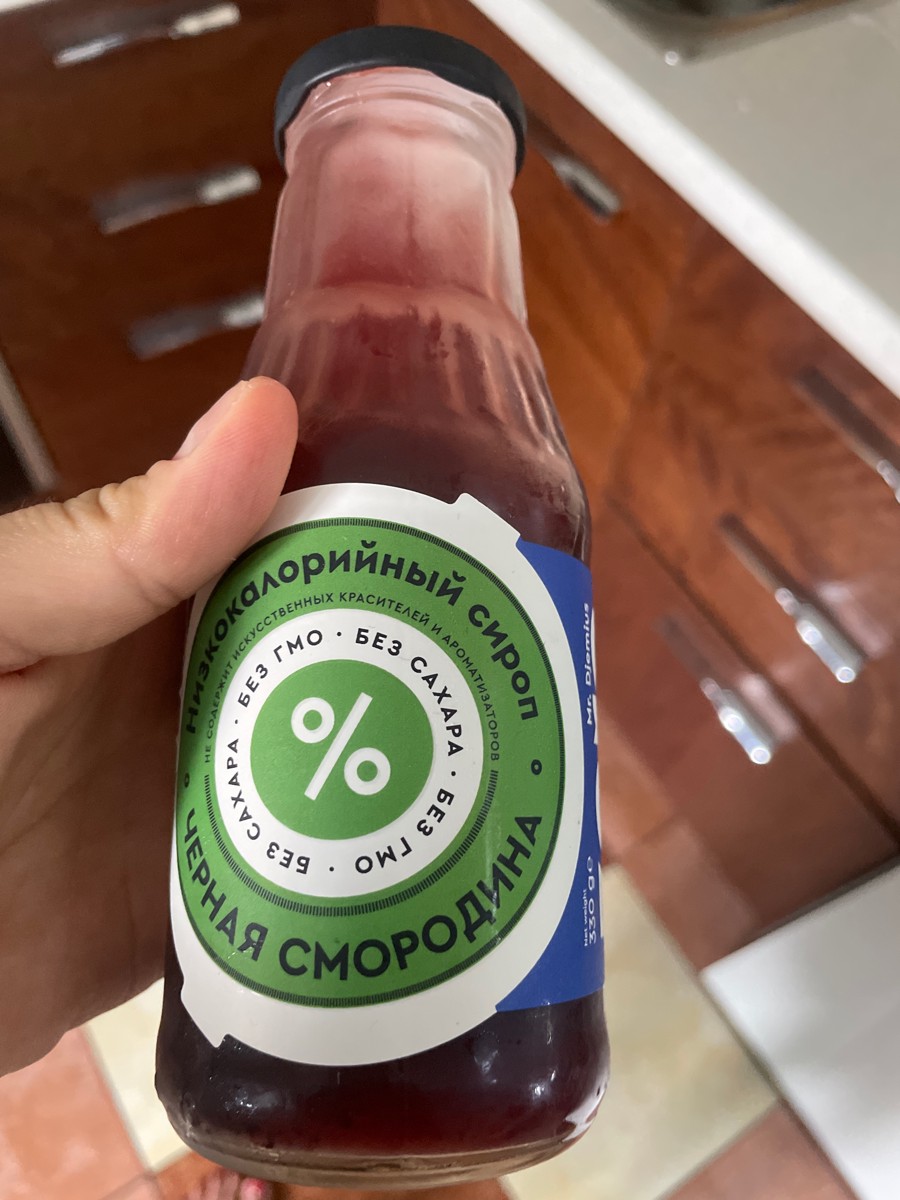 Низкокалорийный сироп
НЕ СОДЕРЖИТ ИСКУССТВЕННЫХ КРАСИТЕЛЕЙ И АРОМАТИЗАТОРОВ
БЕЗ САХАРА · БЕЗ ГМО · БЕЗ САХАРА · БЕЗ ГМО ·
%
ЧЕРНАЯ СМОРОДИНА
Mr. Djemius
Net weight
330 g e